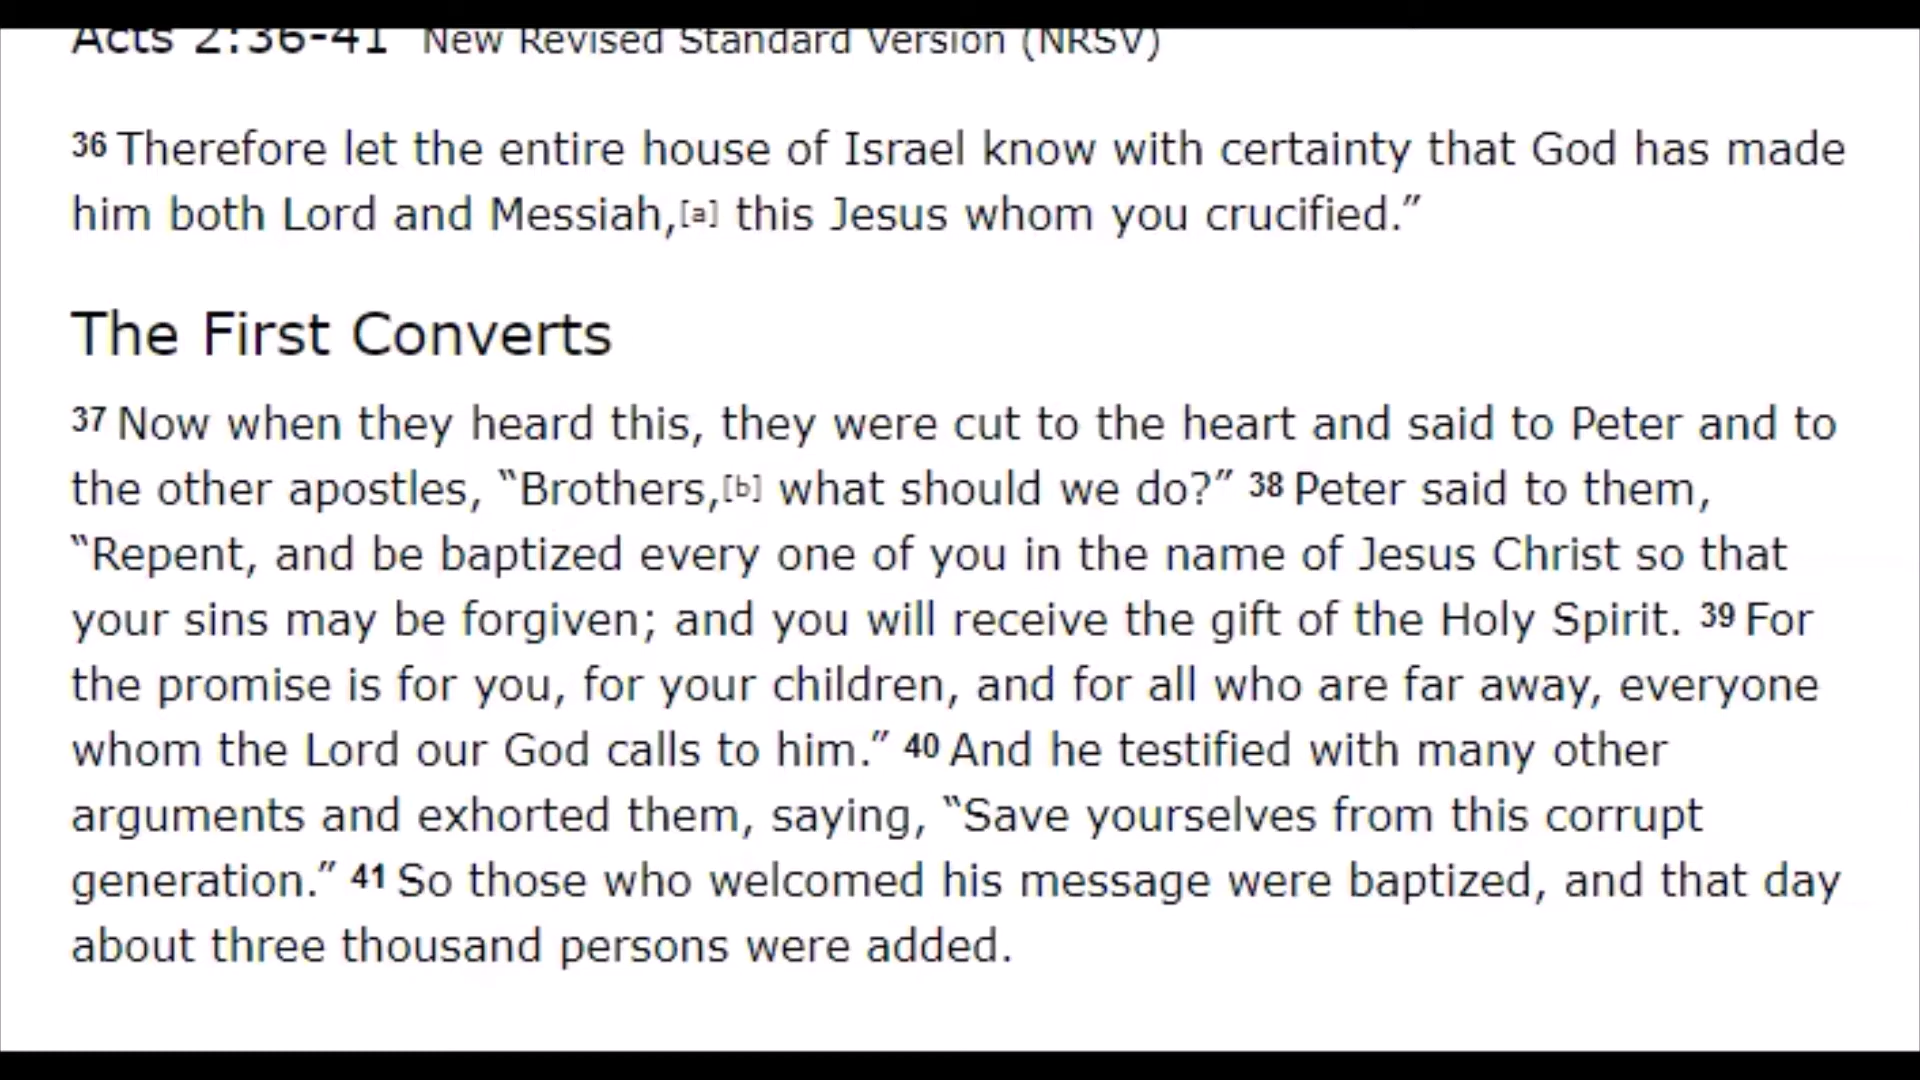 Acts 2:36-41 New Revised Standard Version (NRSV)
36 Therefore let the entire house of Israel know with certainty that God has made
him both Lord and Messiah,[a] this Jesus whom you crucified.”
The First Converts
37 Now when they heard this, they were cut to the heart and said to Peter and to
the other apostles, “Brothers,[b] what should we do?” 38 Peter said to them,
“Repent, and be baptized every one of you in the name of Jesus Christ so that
your sins may be forgiven; and you will receive the gift of the Holy Spirit. 39 For
the promise is for you, for your children, and for all who are far away, everyone
whom the Lord our God calls to him.” 40 And he testified with many other
arguments and exhorted them, saying, “Save yourselves from this corrupt
generation.” 41 So those who welcomed his message were baptized, and that day
about three thousand persons were added.